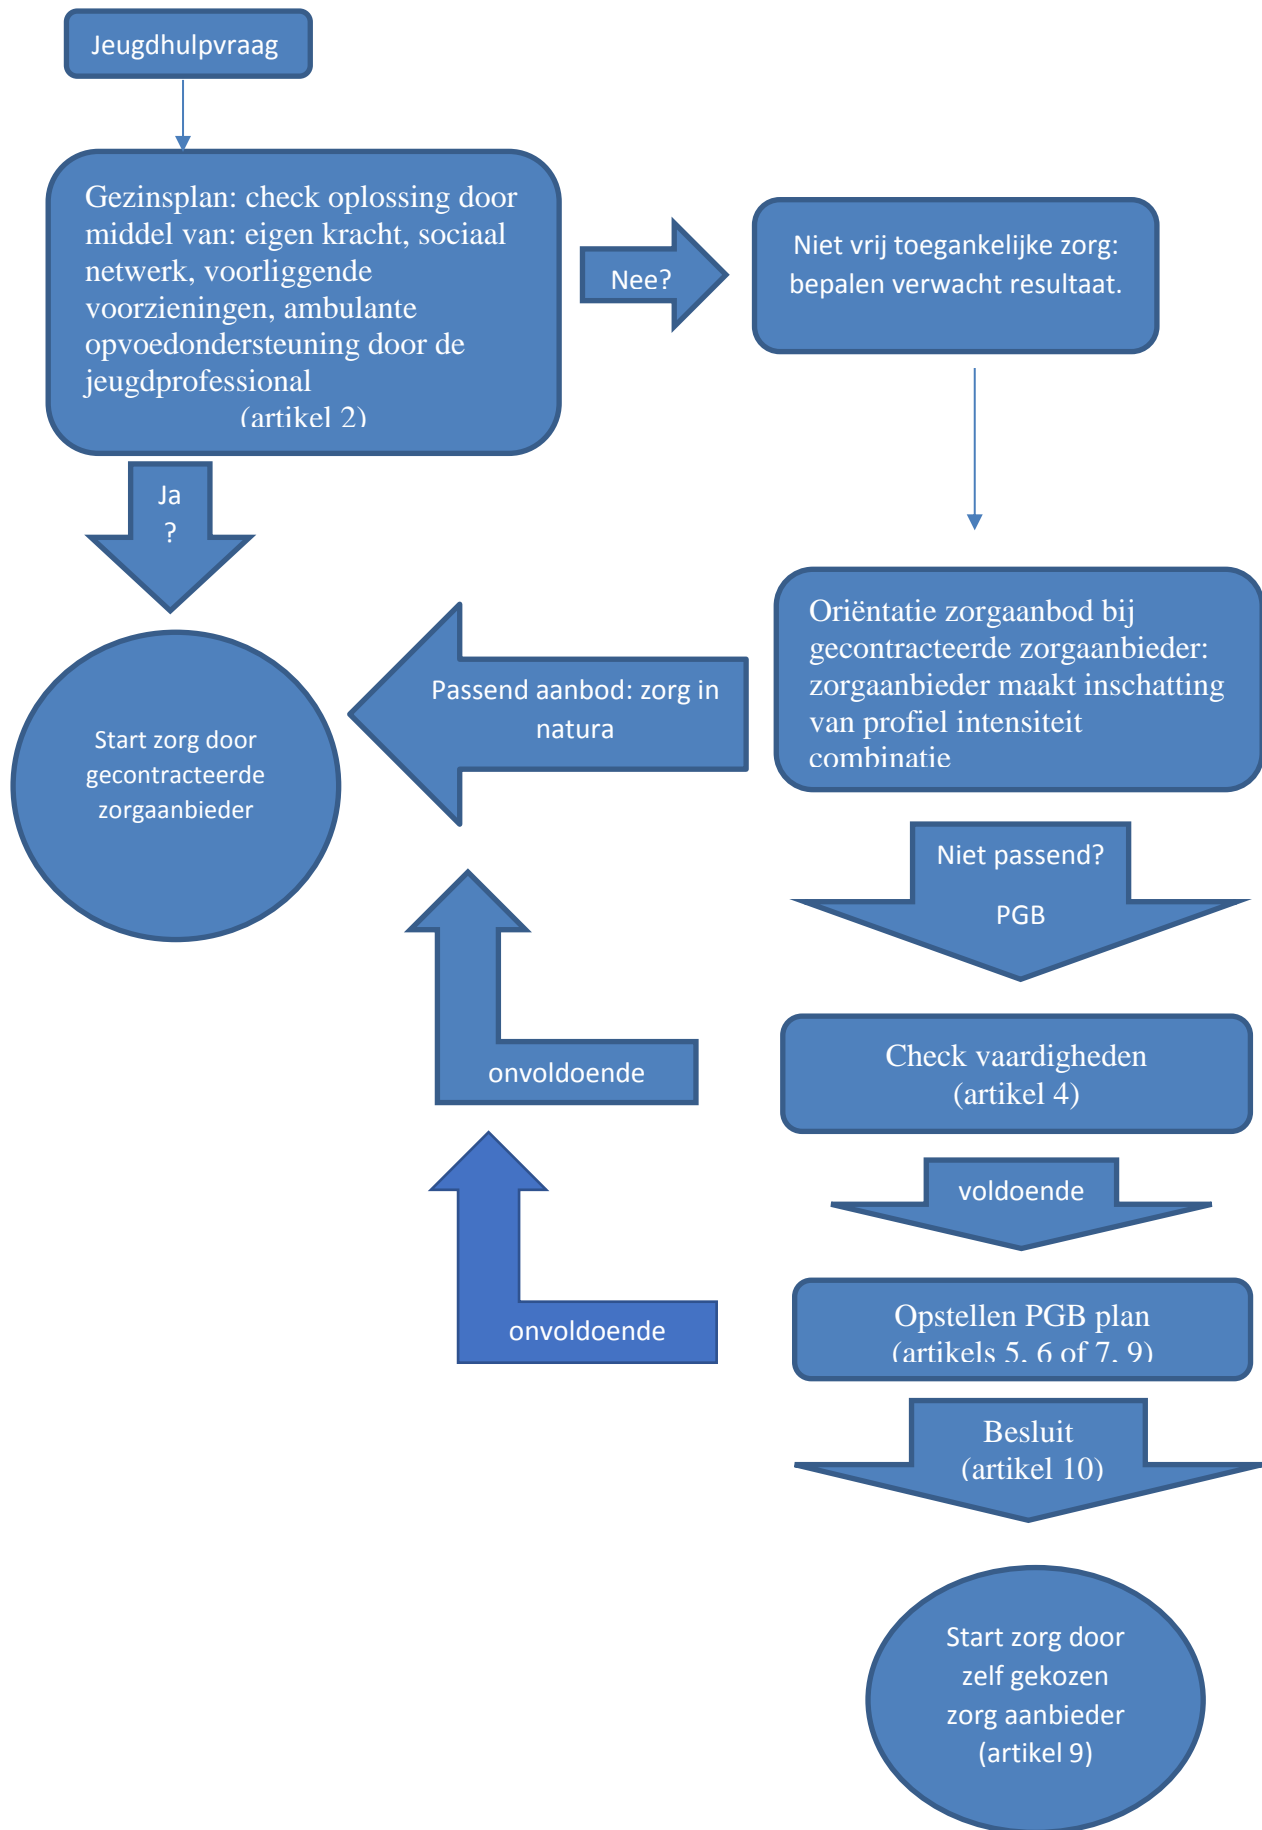 Jeugdhulpvraag
Gezinsplan: check oplossing door
middel van: eigen kracht, sociaal
netwerk, voorliggende
voorzieningen, ambulante
opvoedondersteuning door de
jeugdprofessional
(artikel 2)
Nee?
Niet vrij toegankelijke zorg:
bepalen verwacht resultaat.
Ja
?
Oriëntatie zorgaanbod bij
gecontracteerde zorgaanbieder:
zorgaanbieder maakt inschatting
van profiel intensiteit
combinatie
Passend aanbod: zorg in
natura
Start zorg door
gecontracteerde
zorgaanbieder
Niet passend?
PGB
Check vaardigheden
(artikel 4)
onvoldoende
voldoende
Opstellen PGB plan
(artikels 5, 6 of 7, 9)
onvoldoende
Besluit
(artikel 10)
Start zorg door
zelf gekozen
zorg aanbieder
(artikel 9)